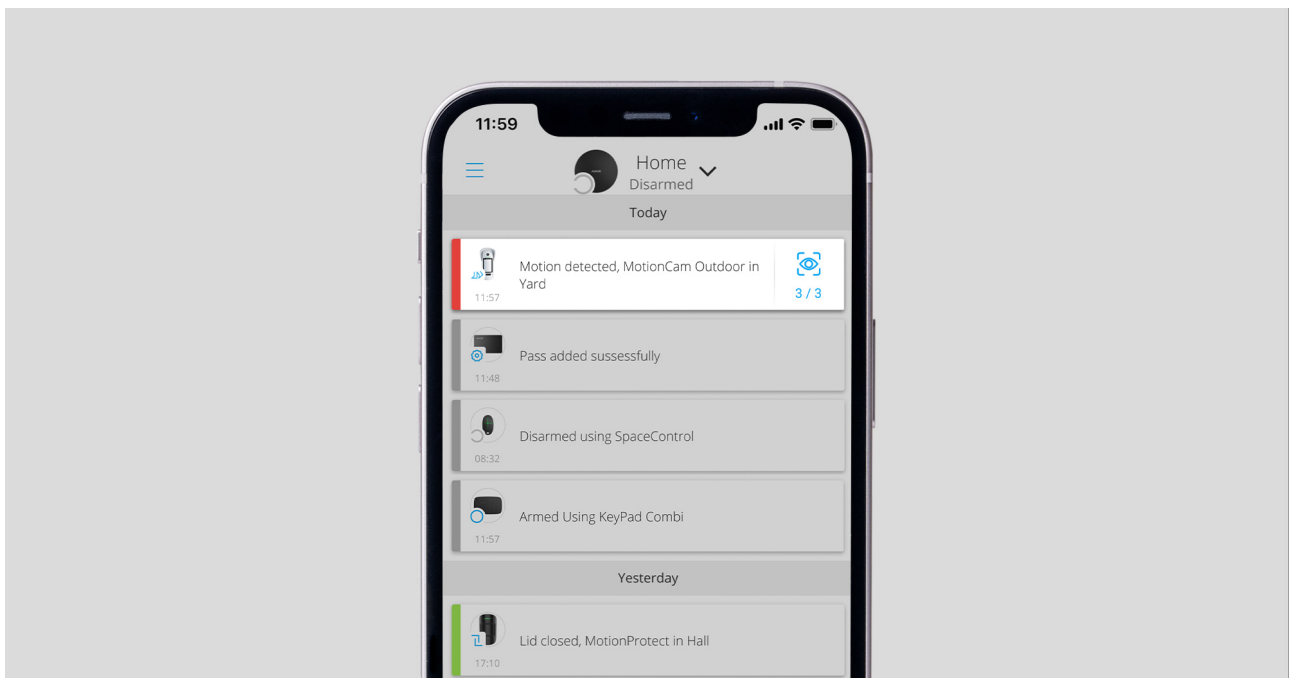 11:59
Home
Disarmed
Today
Motion detected, MotionCam Outdoor in
Yard
11:57
3 / 3
Pass added sussessfully
11:48
Disarmed using SpaceControl
08:32
Armed Using KeyPad Combi
11:57
Yesterday
Lid closed, MotionProtect in Hall
17:10